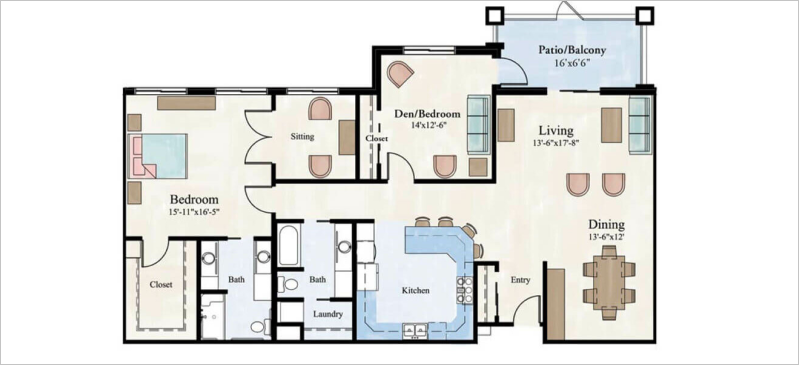 Patio/Balcony
16'x6'6"
Den/Bedroom
14'x12'-6"
Closet
Sitting
Living
13'-6"x17'-8"
Bedroom
15'-11"x16'-5"
Dining
13'-6"x12'
Closet
Bath
Bath
Kitchen
Entry
Laundry